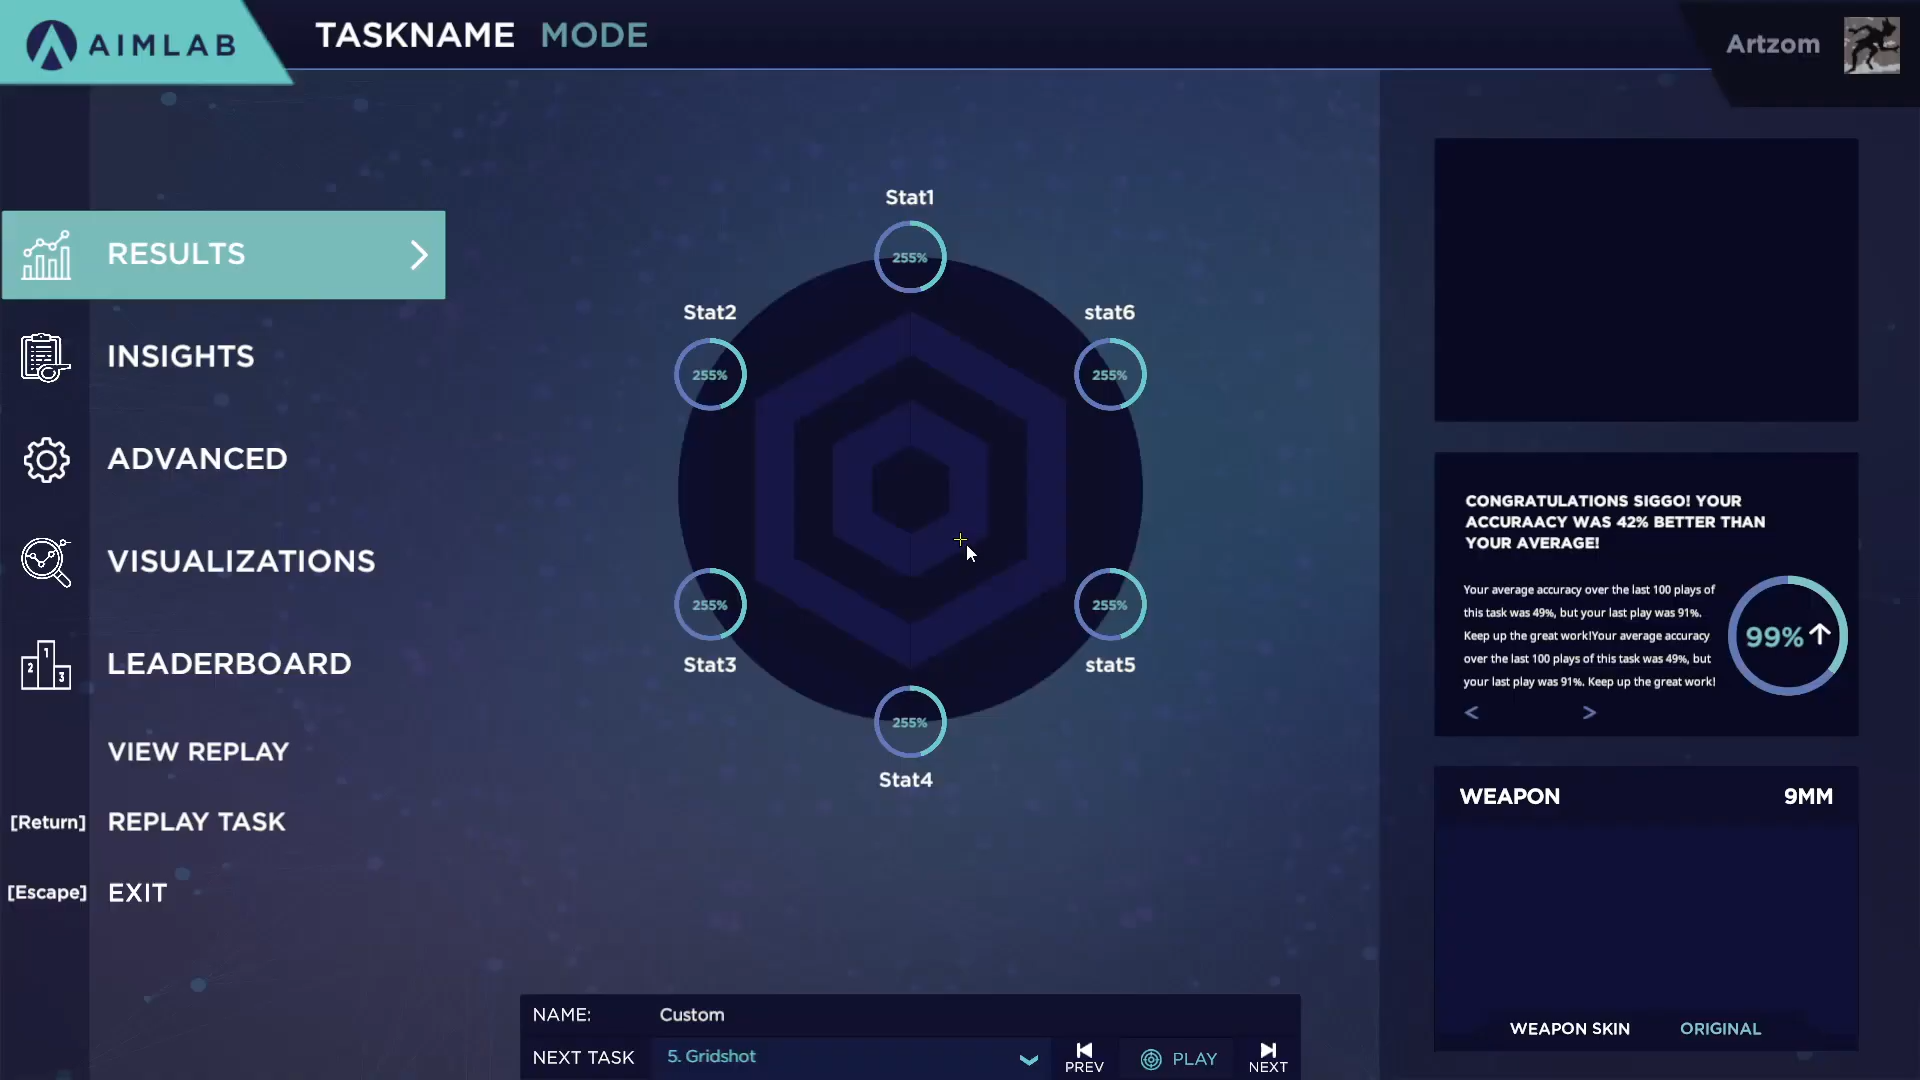 AIMLAB
TASKNAME MODE
Artzom
RESULTS
INSIGHTS
ADVANCED
VISUALIZATIONS
1
2
3
LEADERBOARD
VIEW REPLAY
[Return] REPLAY TASK
[Escape] EXIT
Stat1
255%
Stat2
255%
stat6
255%
255%
Stat3
255%
stat5
255%
Stat4
CONGRATULATIONS SIGGO! YOUR
ACCURAACY WAS 42% BETTER THAN
YOUR AVERAGE!
Your average accuracy over the last 100 plays of
this task was 49%, but your last play was 91%.
Keep up the great work!Your average accuracy
over the last 100 plays of this task was 49%, but
your last play was 91%. Keep up the great work!
99%
< >
WEAPON 9MM
WEAPON SKIN ORIGINAL
NAME: Custom
NEXT TASK 5. Gridshot
PREV
PLAY
NEXT